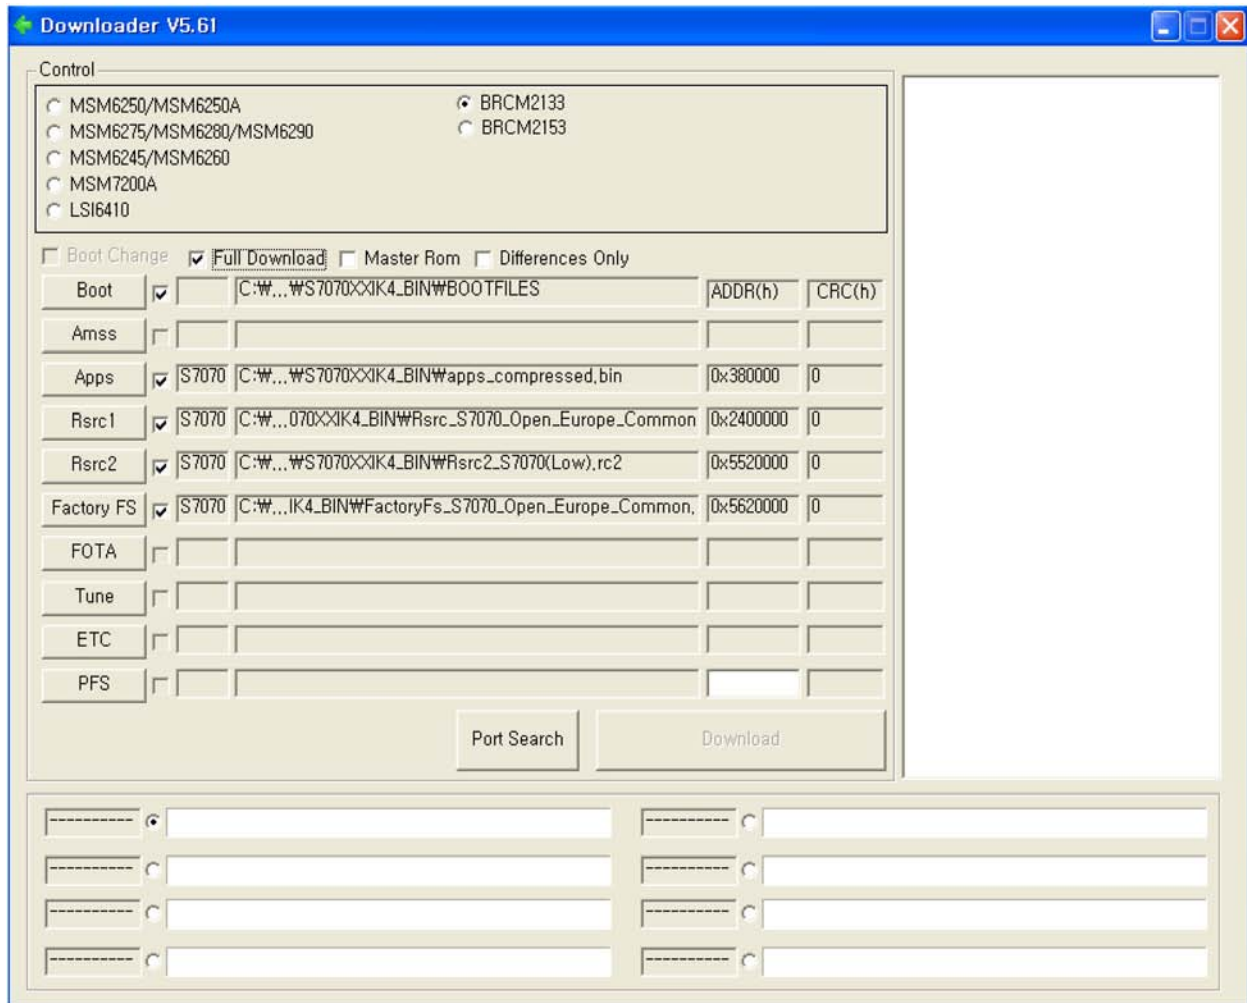 Downloader V5.61
Control
MSM6250/MSM6250A
MSM6275/MSM6280/MSM6290
MSM6245/MSM6260
MSM7200A
LSI6410
BRCM2133
BRCM2153
Boot Change Full Download Master Rom Differences Only
Boot C:₩...₩S7070XXIK4_BIN₩BOOTFILES ADDR(h) CRC(h)
Amss
Apps S7070 C:₩...₩S7070XXIK4_BIN₩apps_compressed.bin 0x380000 0
Rsrc1 S7070 C:₩...070XXIK4_BIN₩Rsrc_S7070_Open_Europe_Common 0x2400000 0
Rsrc2 S7070 C:₩...₩S7070XXIK4_BIN₩Rsrc2_S7070(Low).rc2 0x5520000 0
Factory FS S7070 C:₩...IK4_BIN₩FactoryFs_S7070_Open_Europe_Common. 0x5620000 0
FOTA
Tune
ETC
PFS
Port Search Download
---------- ----------
---------- ----------
---------- ----------
---------- ----------